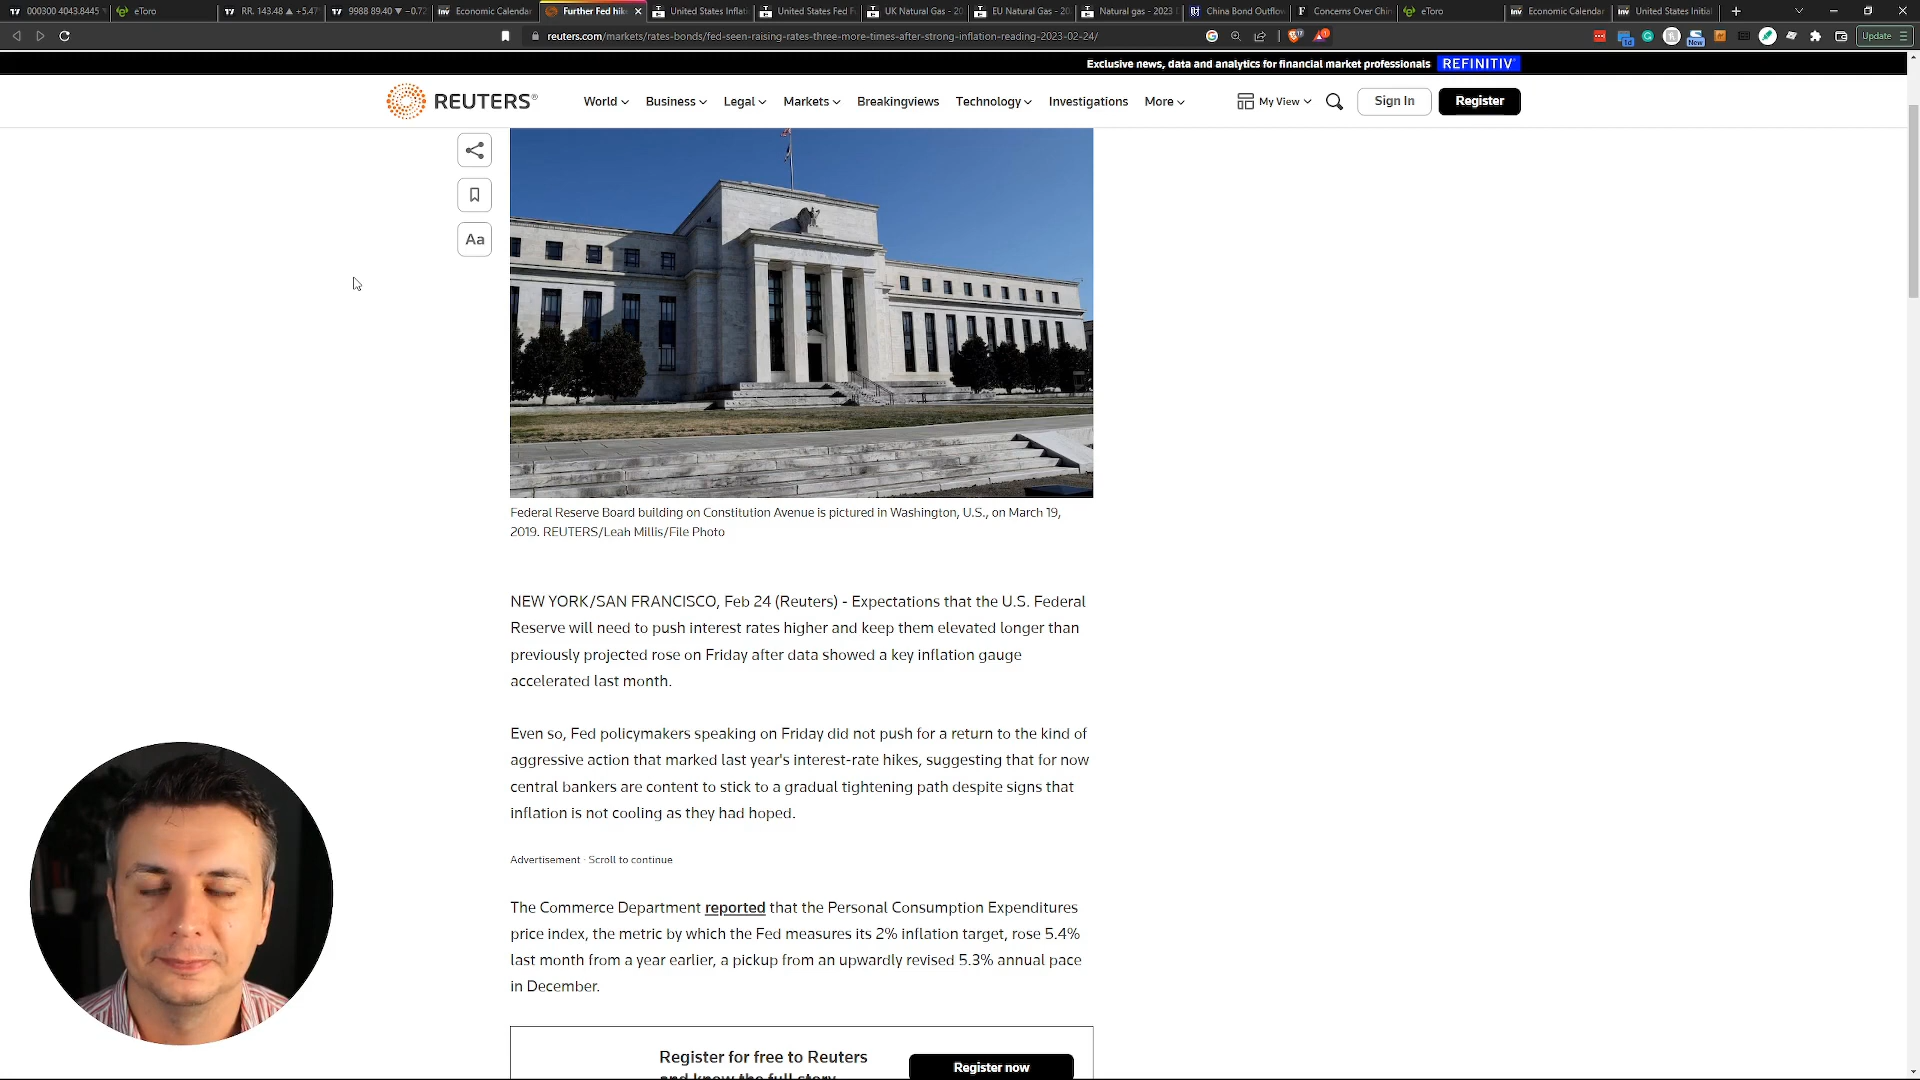 000300 4043.8445
eToro
RR. 143.48 ▲ +5.47
9988 89.40 ▼ −0.72
Economic Calendar
Further Fed hik
United States Inflat
United States Fed F
UK Natural Gas - 20
EU Natural Gas - 20
Natural gas - 2023
China Bond Outflow
Concerns Over Chin
eToro
Economic Calendar
United States Initial
reuters.com/markets/rates-bonds/fed-seen-raising-rates-three-more-times-after-strong-inflation-reading-2023-02-24/
Update
Exclusive news, data and analytics for financial market professionals REFINITIV
REUTERS®
World
Business
Legal
Markets
Breakingviews
Technology
Investigations
More
My View
Sign In
Register
Aa
Federal Reserve Board building on Constitution Avenue is pictured in Washington, U.S., on March 19,
2019. REUTERS/Leah Millis/File Photo
NEW YORK/SAN FRANCISCO, Feb 24 (Reuters) - Expectations that the U.S. Federal
Reserve will need to push interest rates higher and keep them elevated longer than
previously projected rose on Friday after data showed a key inflation gauge
accelerated last month.
Even so, Fed policymakers speaking on Friday did not push for a return to the kind of
aggressive action that marked last year's interest-rate hikes, suggesting that for now
central bankers are content to stick to a gradual tightening path despite signs that
inflation is not cooling as they had hoped.
Advertisement · Scroll to continue
The Commerce Department reported that the Personal Consumption Expenditures
price index, the metric by which the Fed measures its 2% inflation target, rose 5.4%
last month from a year earlier, a pickup from an upwardly revised 5.3% annual pace
in December.
Register for free to Reuters
and know the full story
Register now